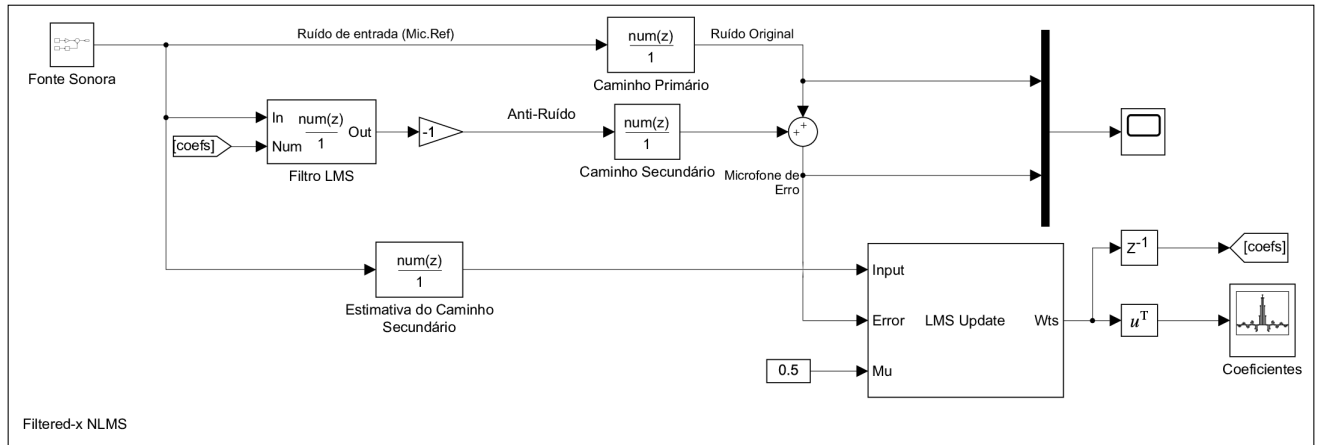 Fonte Sonora
Ruído de entrada (Mic.Ref)
num(z)
1
Caminho Primário
Ruído Original
[coefs]
In
Num
num(z)
1
Out
Filtro LMS
-1
Anti-Ruído
num(z)
1
Caminho Secundário
+
+
Microfone de
Erro
num(z)
1
Estimativa do Caminho
Secundário
Input
Error
Mu
LMS Update
Wts
0.5
Z-1
[coefs]
uT
Coeficientes
Filtered-x NLMS